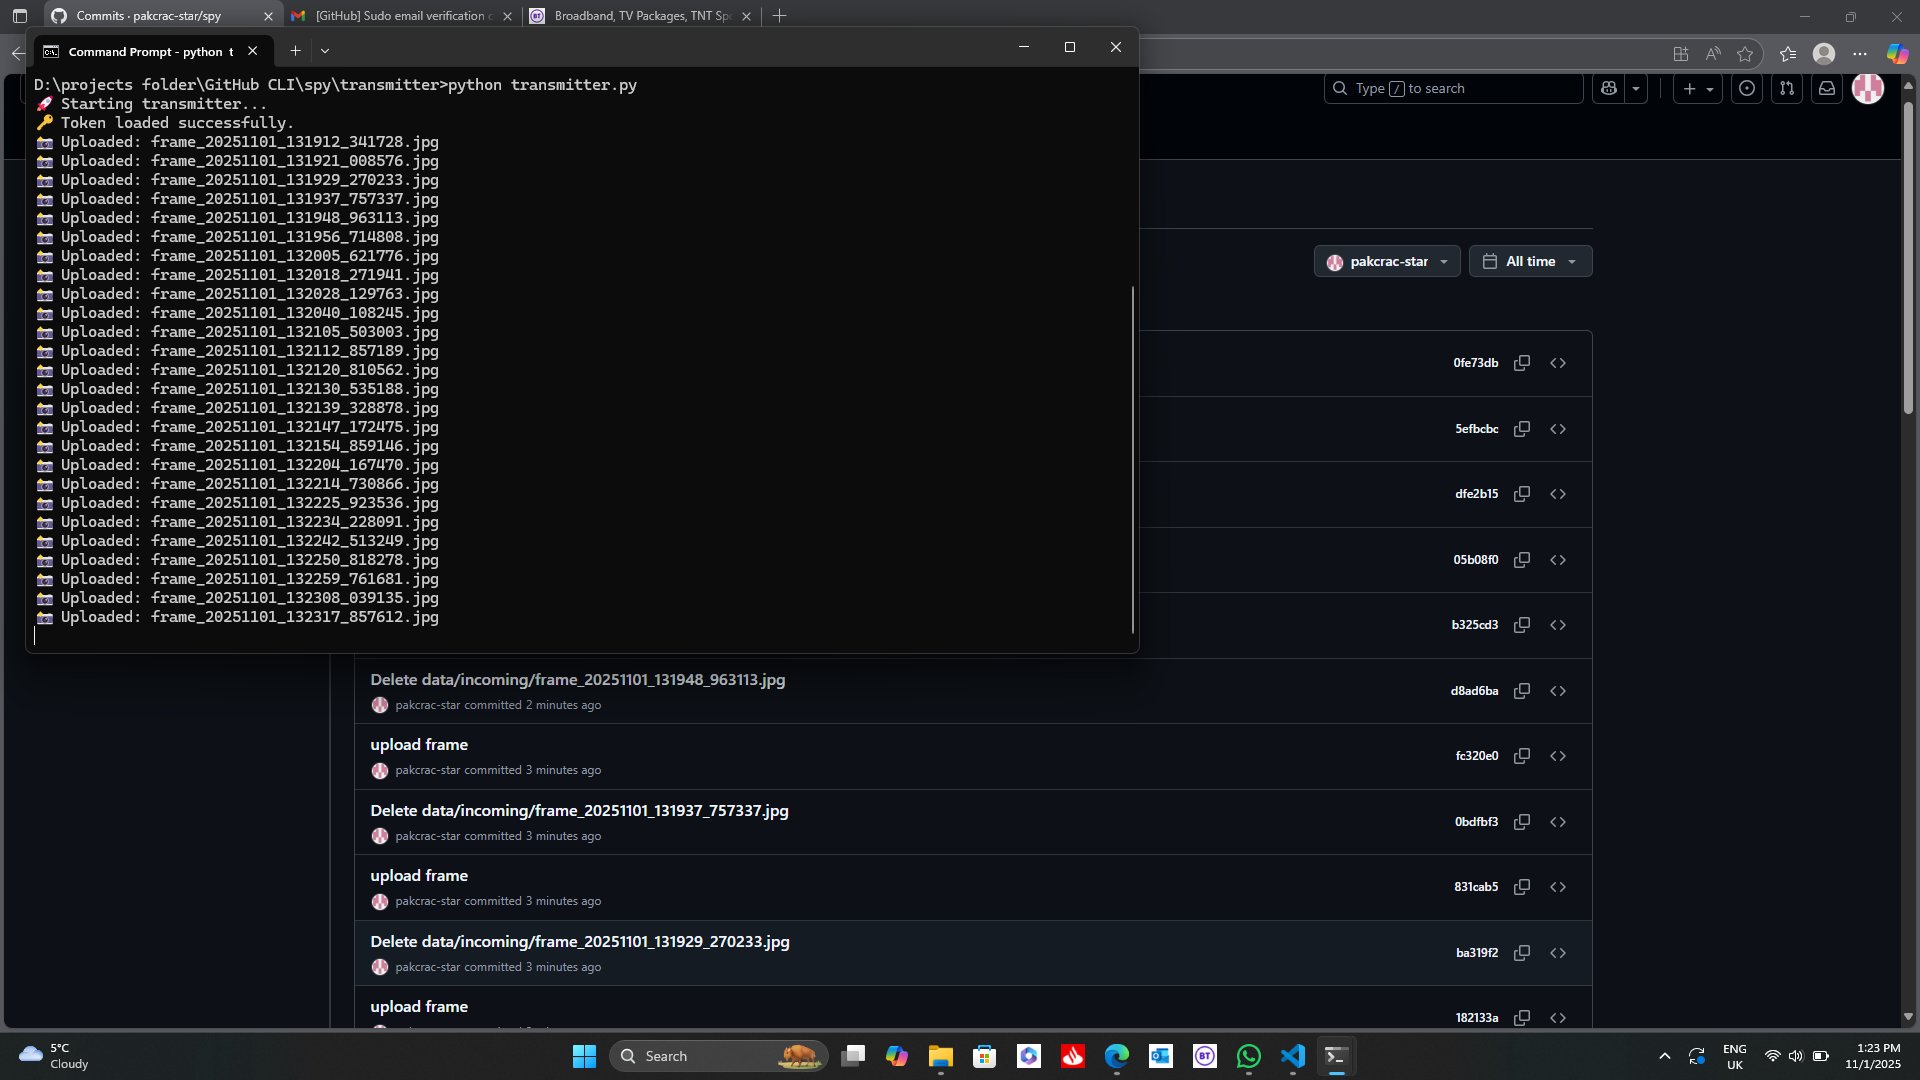 Commits · pakcrac-star/spy
[GitHub] Sudo email verification c
Broadband, TV Packages, TNT Sp
Command Prompt - python t
D:\projects folder\GitHub CLI\spy\transmitter>python transmitter.py
🚀 Starting transmitter...
🔑 Token loaded successfully.
📸 Uploaded: frame_20251101_131912_341728.jpg
📸 Uploaded: frame_20251101_131921_008576.jpg
📸 Uploaded: frame_20251101_131929_270233.jpg
📸 Uploaded: frame_20251101_131937_757337.jpg
📸 Uploaded: frame_20251101_131948_963113.jpg
📸 Uploaded: frame_20251101_131956_714808.jpg
📸 Uploaded: frame_20251101_132005_621776.jpg
📸 Uploaded: frame_20251101_132018_271941.jpg
📸 Uploaded: frame_20251101_132028_129763.jpg
📸 Uploaded: frame_20251101_132040_108245.jpg
📸 Uploaded: frame_20251101_132105_503003.jpg
📸 Uploaded: frame_20251101_132112_857189.jpg
📸 Uploaded: frame_20251101_132120_810562.jpg
📸 Uploaded: frame_20251101_132130_535188.jpg
📸 Uploaded: frame_20251101_132139_328878.jpg
📸 Uploaded: frame_20251101_132147_172475.jpg
📸 Uploaded: frame_20251101_132154_859146.jpg
📸 Uploaded: frame_20251101_132204_167470.jpg
📸 Uploaded: frame_20251101_132214_730866.jpg
📸 Uploaded: frame_20251101_132225_923536.jpg
📸 Uploaded: frame_20251101_132234_228091.jpg
📸 Uploaded: frame_20251101_132242_513249.jpg
📸 Uploaded: frame_20251101_132250_818278.jpg
📸 Uploaded: frame_20251101_132259_761681.jpg
📸 Uploaded: frame_20251101_132308_039135.jpg
📸 Uploaded: frame_20251101_132317_857612.jpg
Type / to search
pakcrac-star
All time
0fe73db
5efbcbc
dfe2b15
05b08f0
b325cd3
Delete data/incoming/frame_20251101_131948_963113.jpg
pakcrac-star committed 2 minutes ago
d8ad6ba
upload frame
pakcrac-star committed 3 minutes ago
fc320e0
Delete data/incoming/frame_20251101_131937_757337.jpg
pakcrac-star committed 3 minutes ago
0bdfbf3
upload frame
pakcrac-star committed 3 minutes ago
831cab5
Delete data/incoming/frame_20251101_131929_270233.jpg
pakcrac-star committed 3 minutes ago
ba319f2
upload frame
182133a
5°C
Cloudy
Search
BT
ENG
UK
1:23 PM
11/1/2025